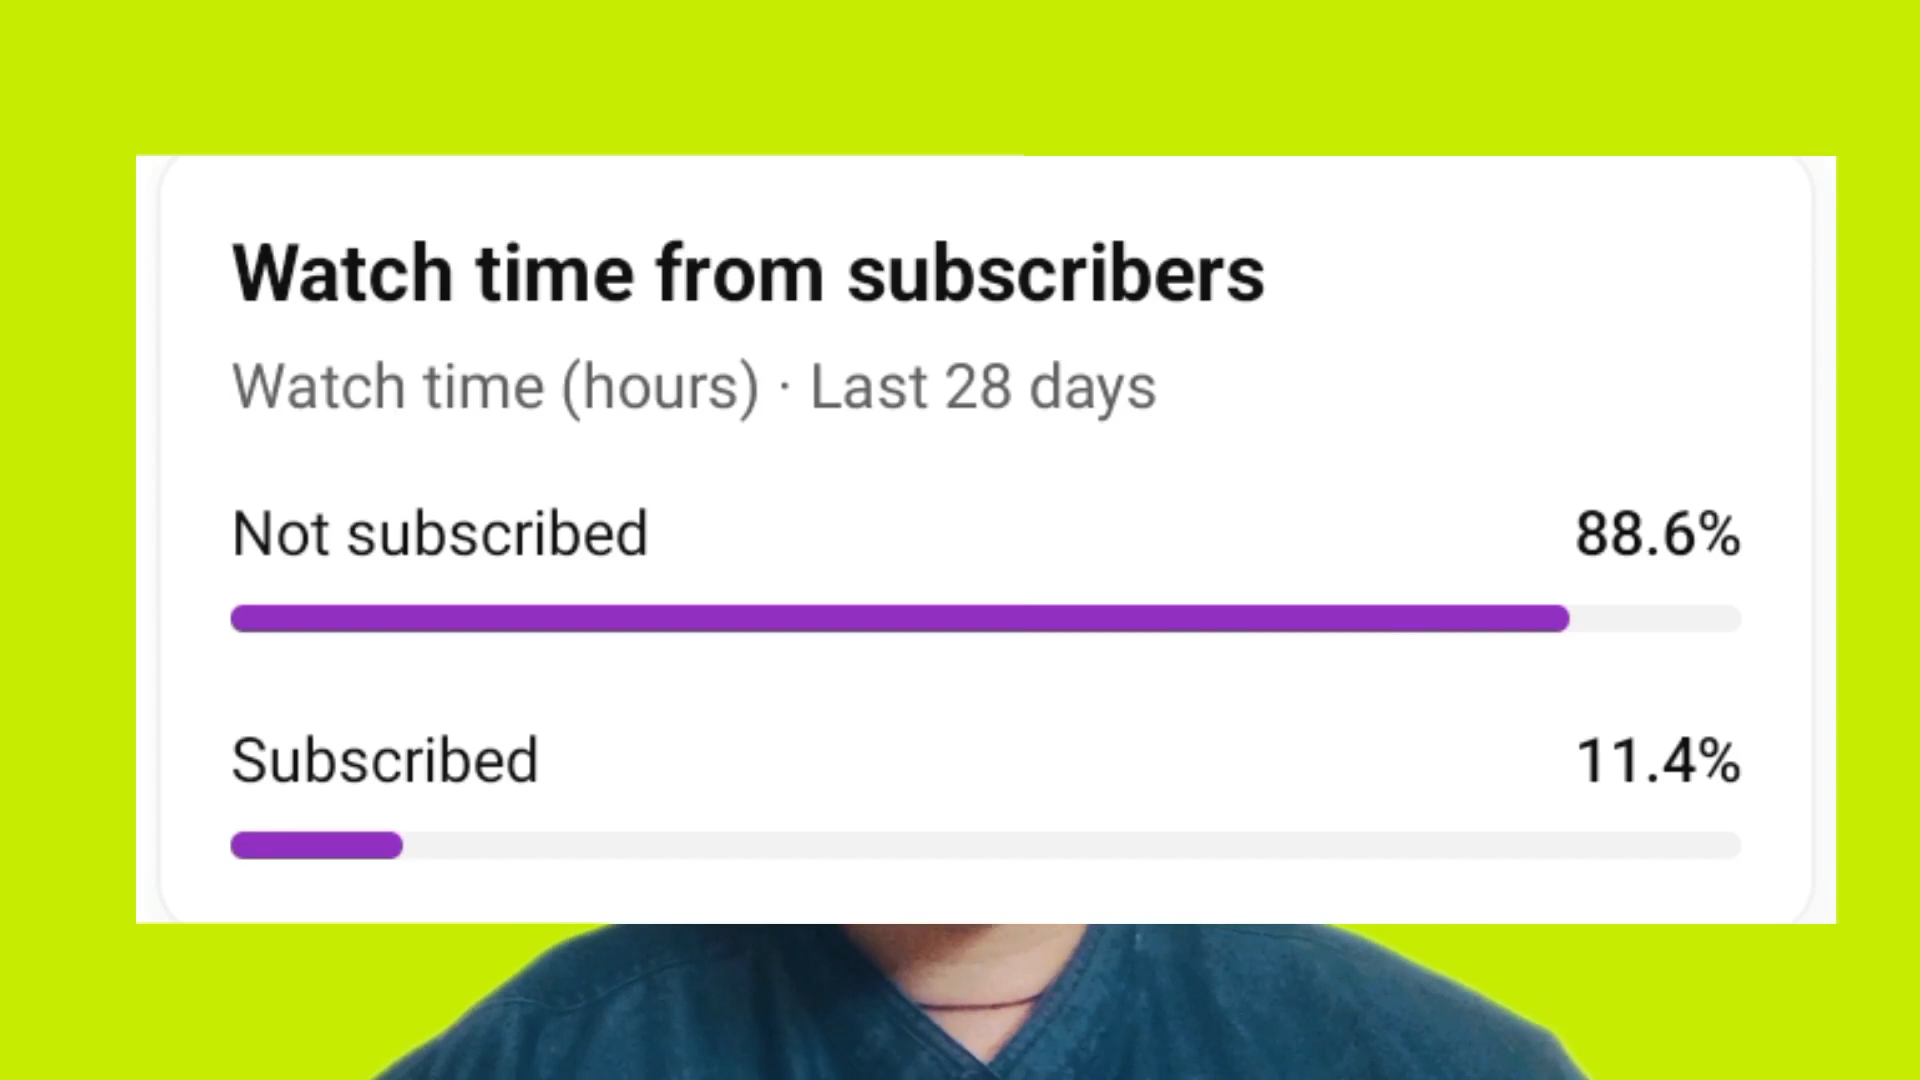 Watch time from subscribers
Watch time (hours) · Last 28 days
Not subscribed 88.6%
Subscribed 11.4%